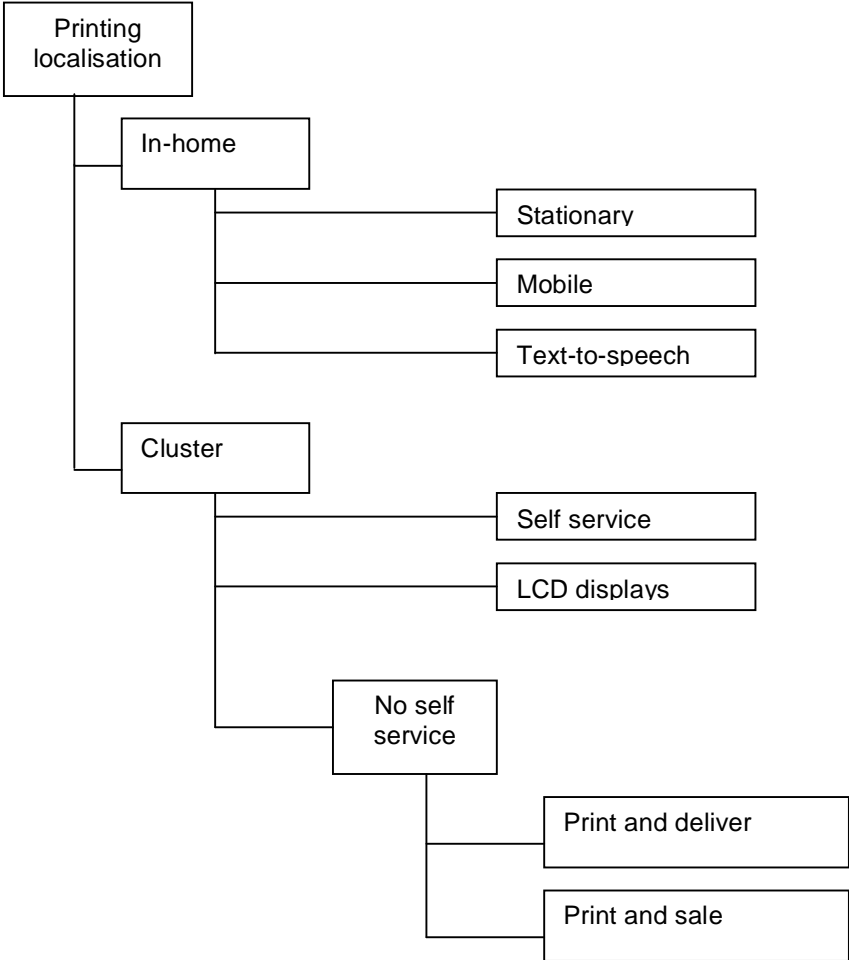 Printing
localisation
In-home
Stationary
Mobile
Text-to-speech
Cluster
Self service
LCD displays
No self
service
Print and deliver
Print and sale